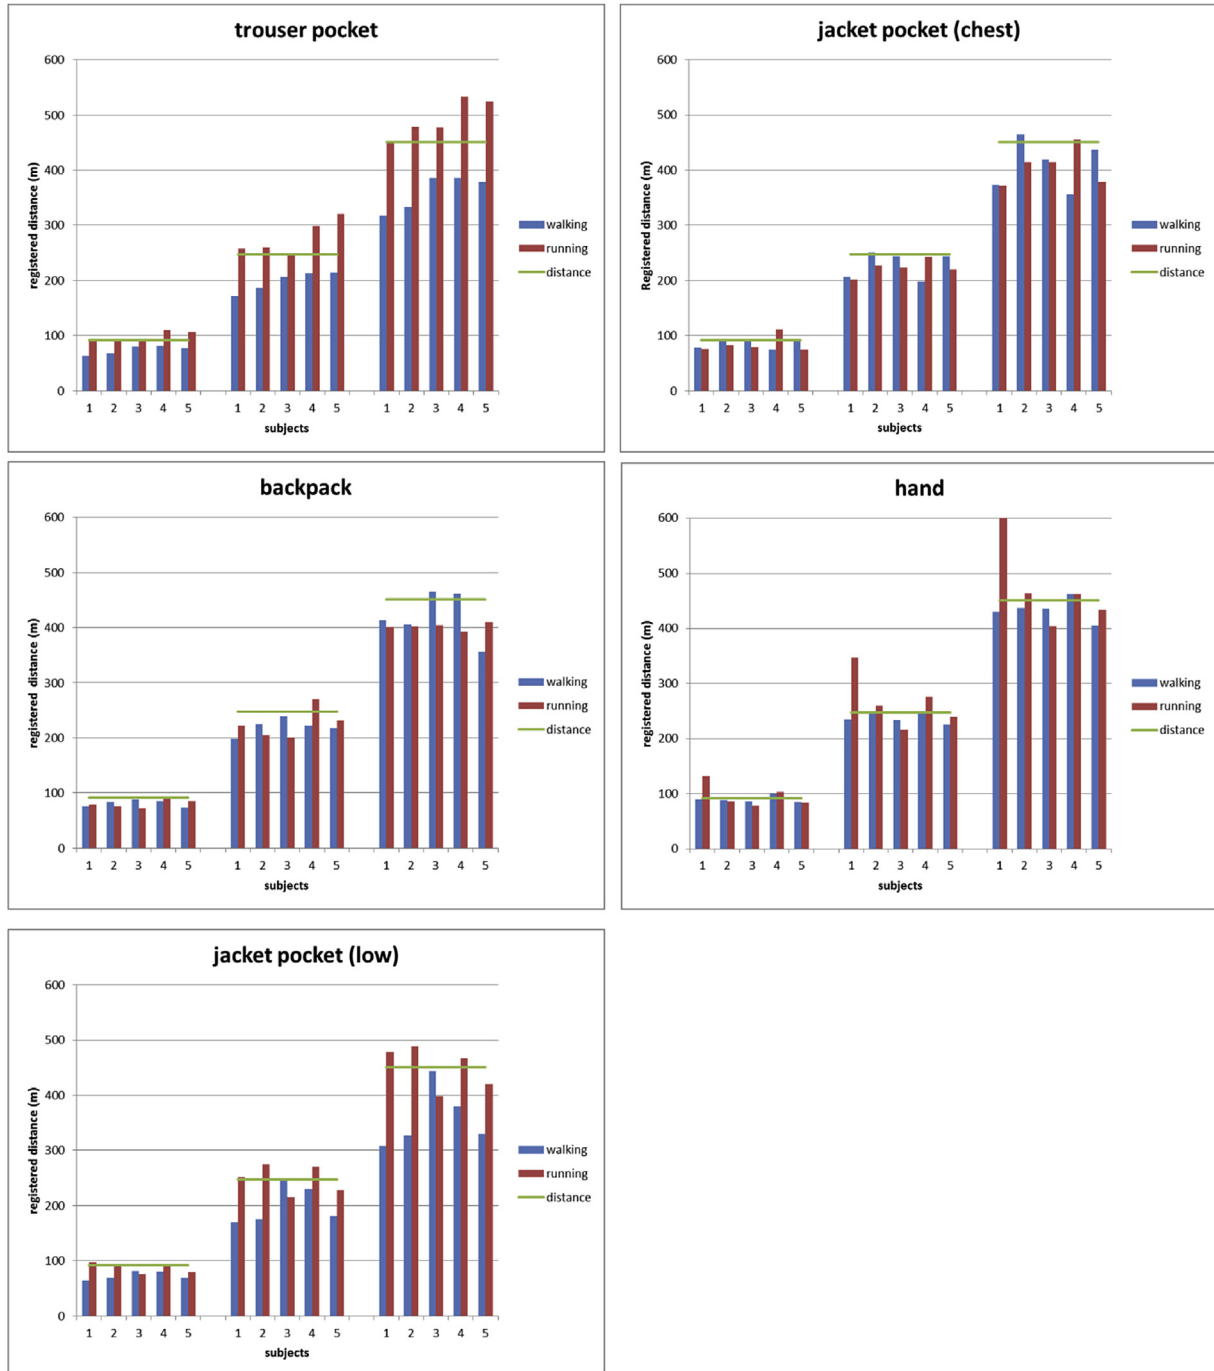 trouser pocket
600
500
400
300
200
100
0
registered distance (m)
1 2 3 4 5 1 2 3 4 5 1 2 3 4 5
subjects
walking
running
distance
jacket pocket (chest)
600
500
400
300
200
100
0
Registered distance (m)
1 2 3 4 5 1 2 3 4 5 1 2 3 4 5
subjects
walking
running
distance
backpack
600
500
400
300
200
100
0
registered distance (m)
1 2 3 4 5 1 2 3 4 5 1 2 3 4 5
subjects
walking
running
distance
hand
600
500
400
300
200
100
0
registered distance (m)
1 2 3 4 5 1 2 3 4 5 1 2 3 4 5
subjects
walking
running
distance
jacket pocket (low)
600
500
400
300
200
100
0
registered distance (m)
1 2 3 4 5 1 2 3 4 5 1 2 3 4 5
subjects
walking
running
distance